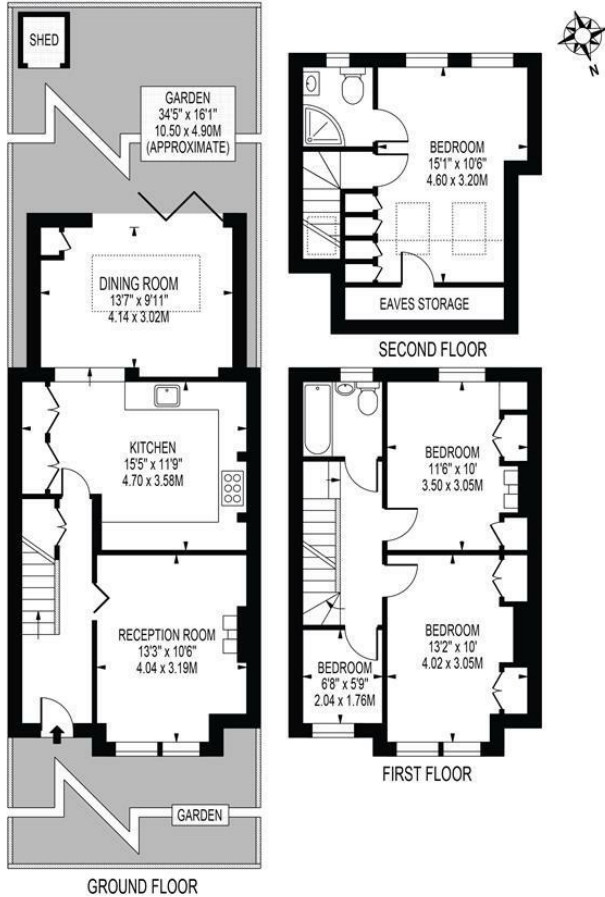 SHED
GARDEN
34'5" x 16'1"
10.50 x 4.90M
(APPROXIMATE)
DINING ROOM
13'7" x 9'11"
4.14 x 3.02M
KITCHEN
15'5" x 11'9"
4.70 x 3.58M
RECEPTION ROOM
13'3" x 10'6"
4.04 x 3.19M
GARDEN
GROUND FLOOR
N
BEDROOM
15'1" x 10'6"
4.60 x 3.20M
EAVES STORAGE
SECOND FLOOR
BEDROOM
11'6" x 10'
3.50 x 3.05M
BEDROOM
13'2" x 10'
4.02 x 3.05M
BEDROOM
6'8" x 5'9"
2.04 x 1.76M
FIRST FLOOR